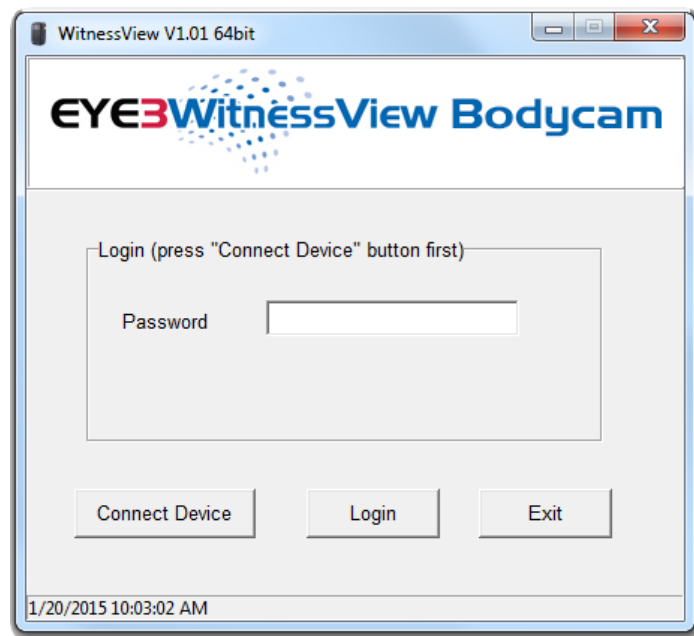 WitnessView V1.01 64bit
EYE3WitnessView Bodycam
Login (press "Connect Device" button first)
Password
Connect Device Login Exit
1/20/2015 10:03:02 AM